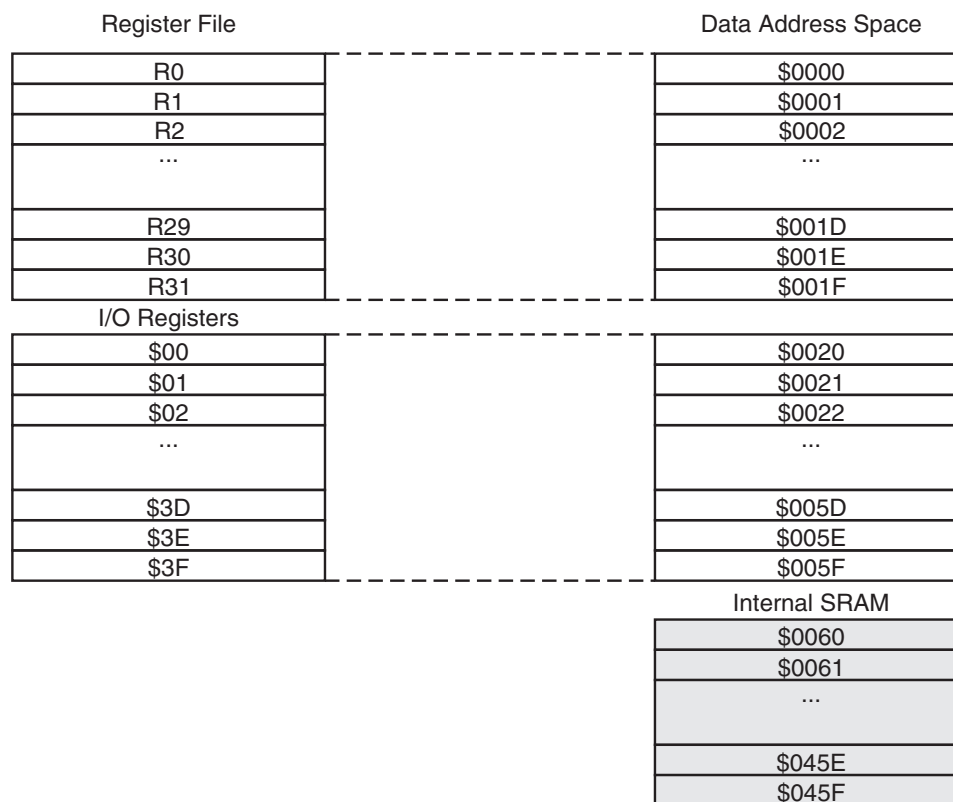 Register File Data Address Space
R0 $0000
R1 $0001
R2 $0002
... ...
R29 $001D
R30 $001E
R31 $001F
I/O Registers
$00 $0020
$01 $0021
$02 $0022
... ...
$3D $005D
$3E $005E
$3F $005F
Internal SRAM
$0060
$0061
...
$045E
$045F